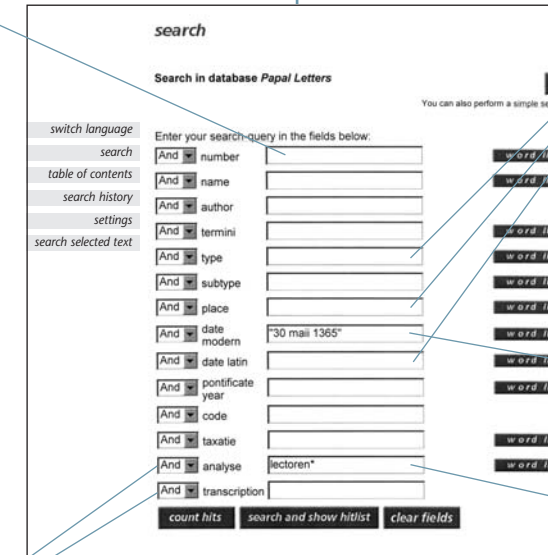 search
Search in database Papal Letters
You can also perform a simple se
switch language
search
table of contents
search history
settings
search selected text
Enter your search query in the fields below:
And number word li
And name word li
And author
And termini word li
And type word li
And subtype word li
And place word li
And date modern "30 maii 1365" word li
And date latin word li
And pontificate year word li
And code
And taxatie word li
And analyse lectoren* word li
And transcription
count hits search and show hitlist clear fields